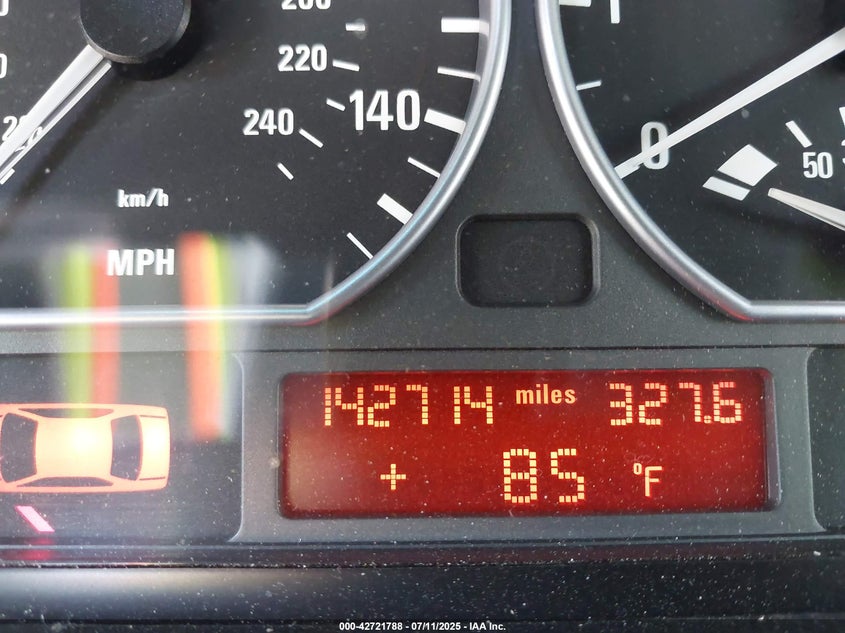 220
240
140
km/h
MPH
0
50
142714 miles 327.6
+ 85 °F
000-42721788 - 07/11/2025 - IAA Inc.